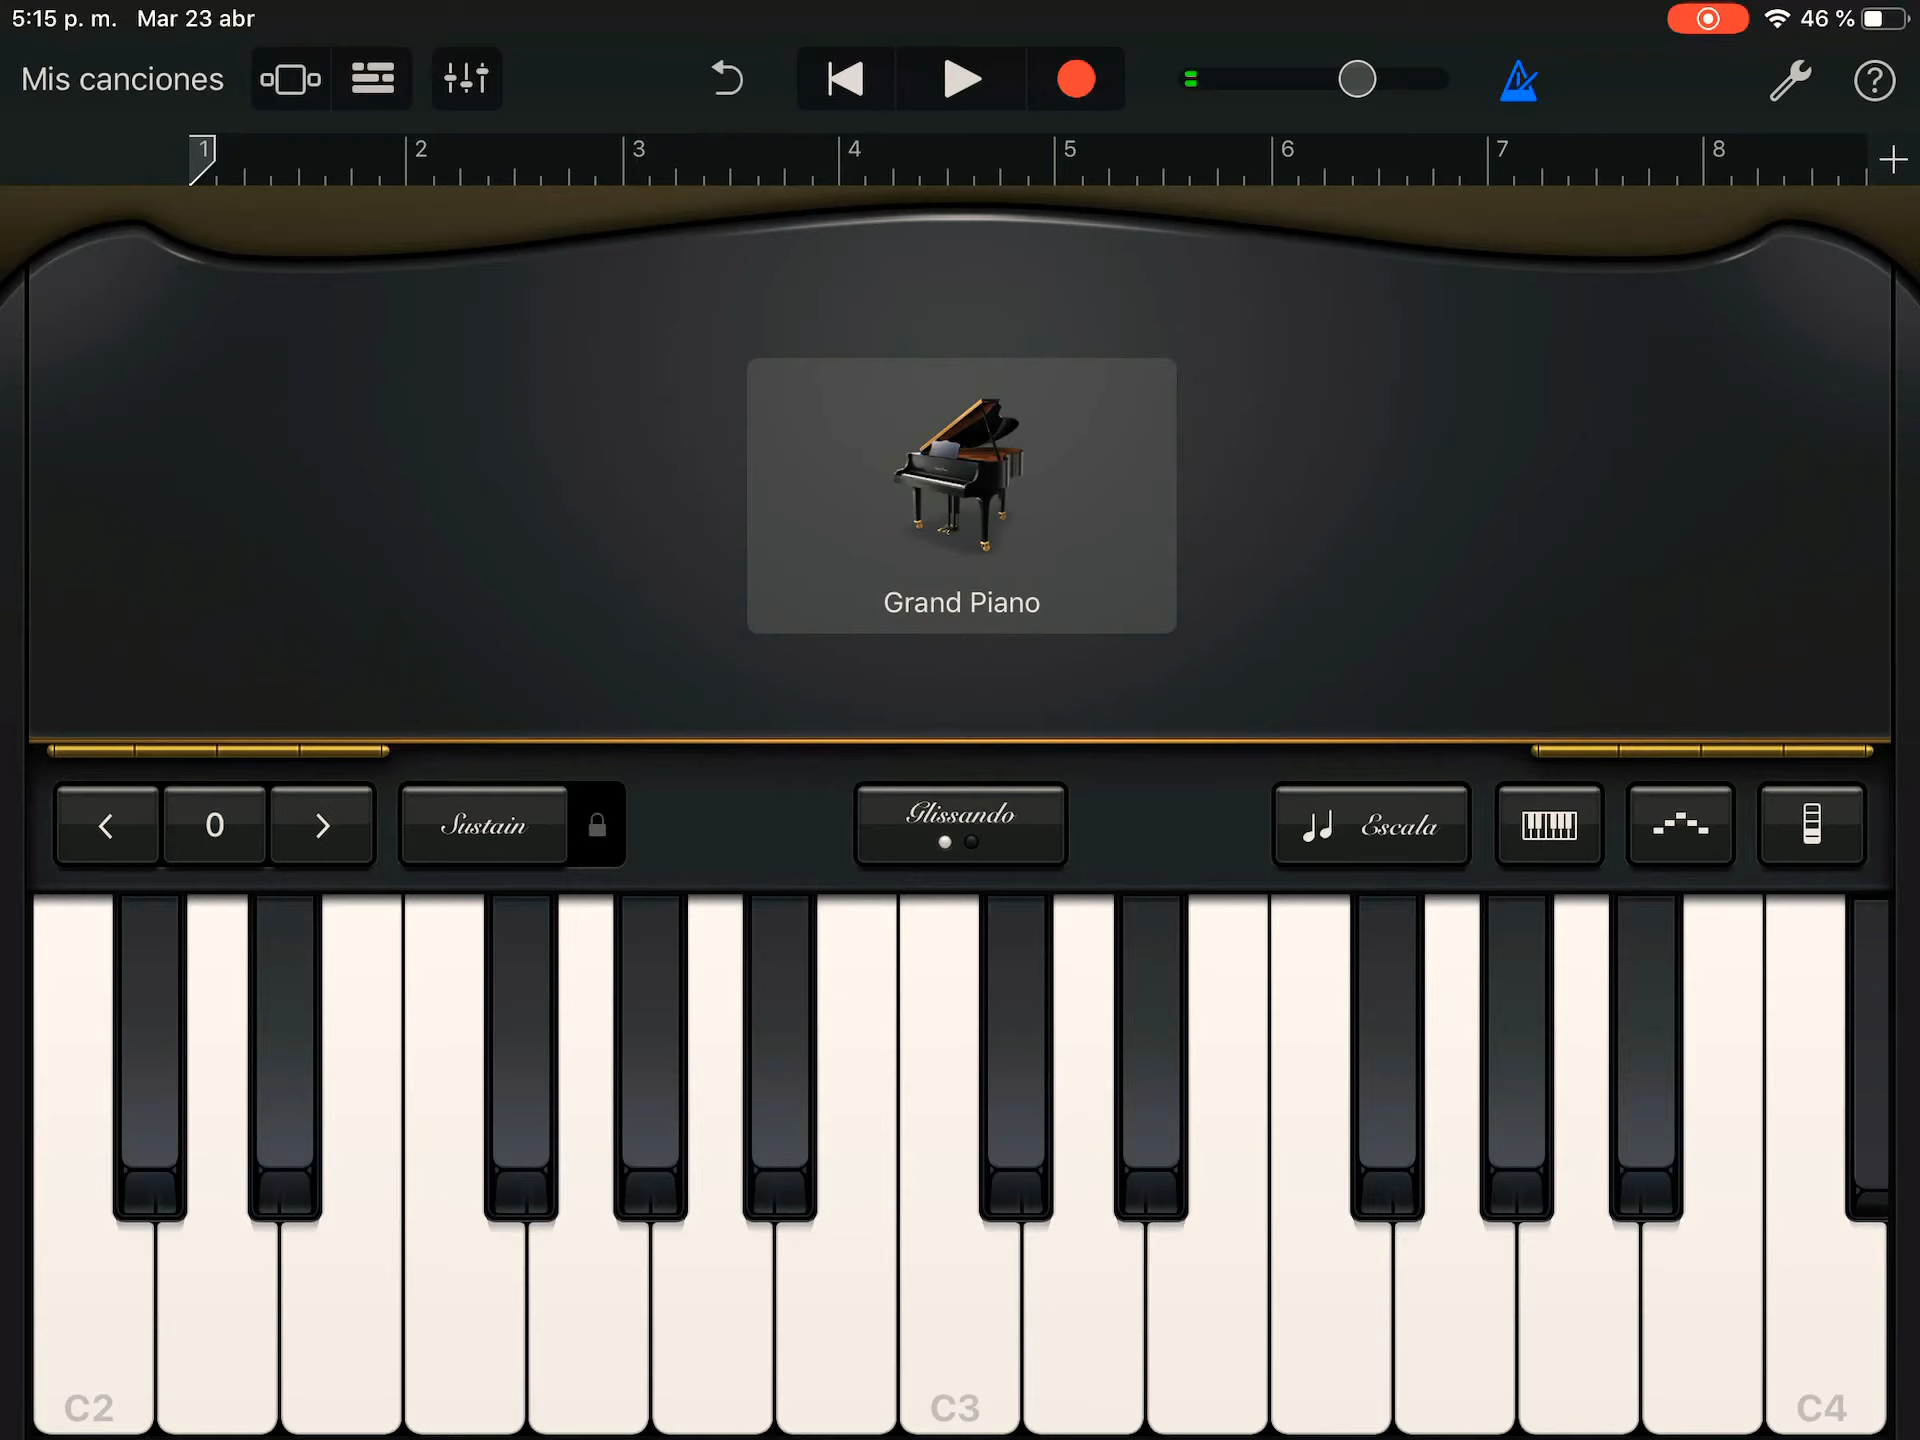 5:15 p. m. Mar 23 abr
46 %
Mis canciones
1 2 3 4 5 6 7 8
Grand Piano
0 Sustain Glissando Escala
C2 C3 C4